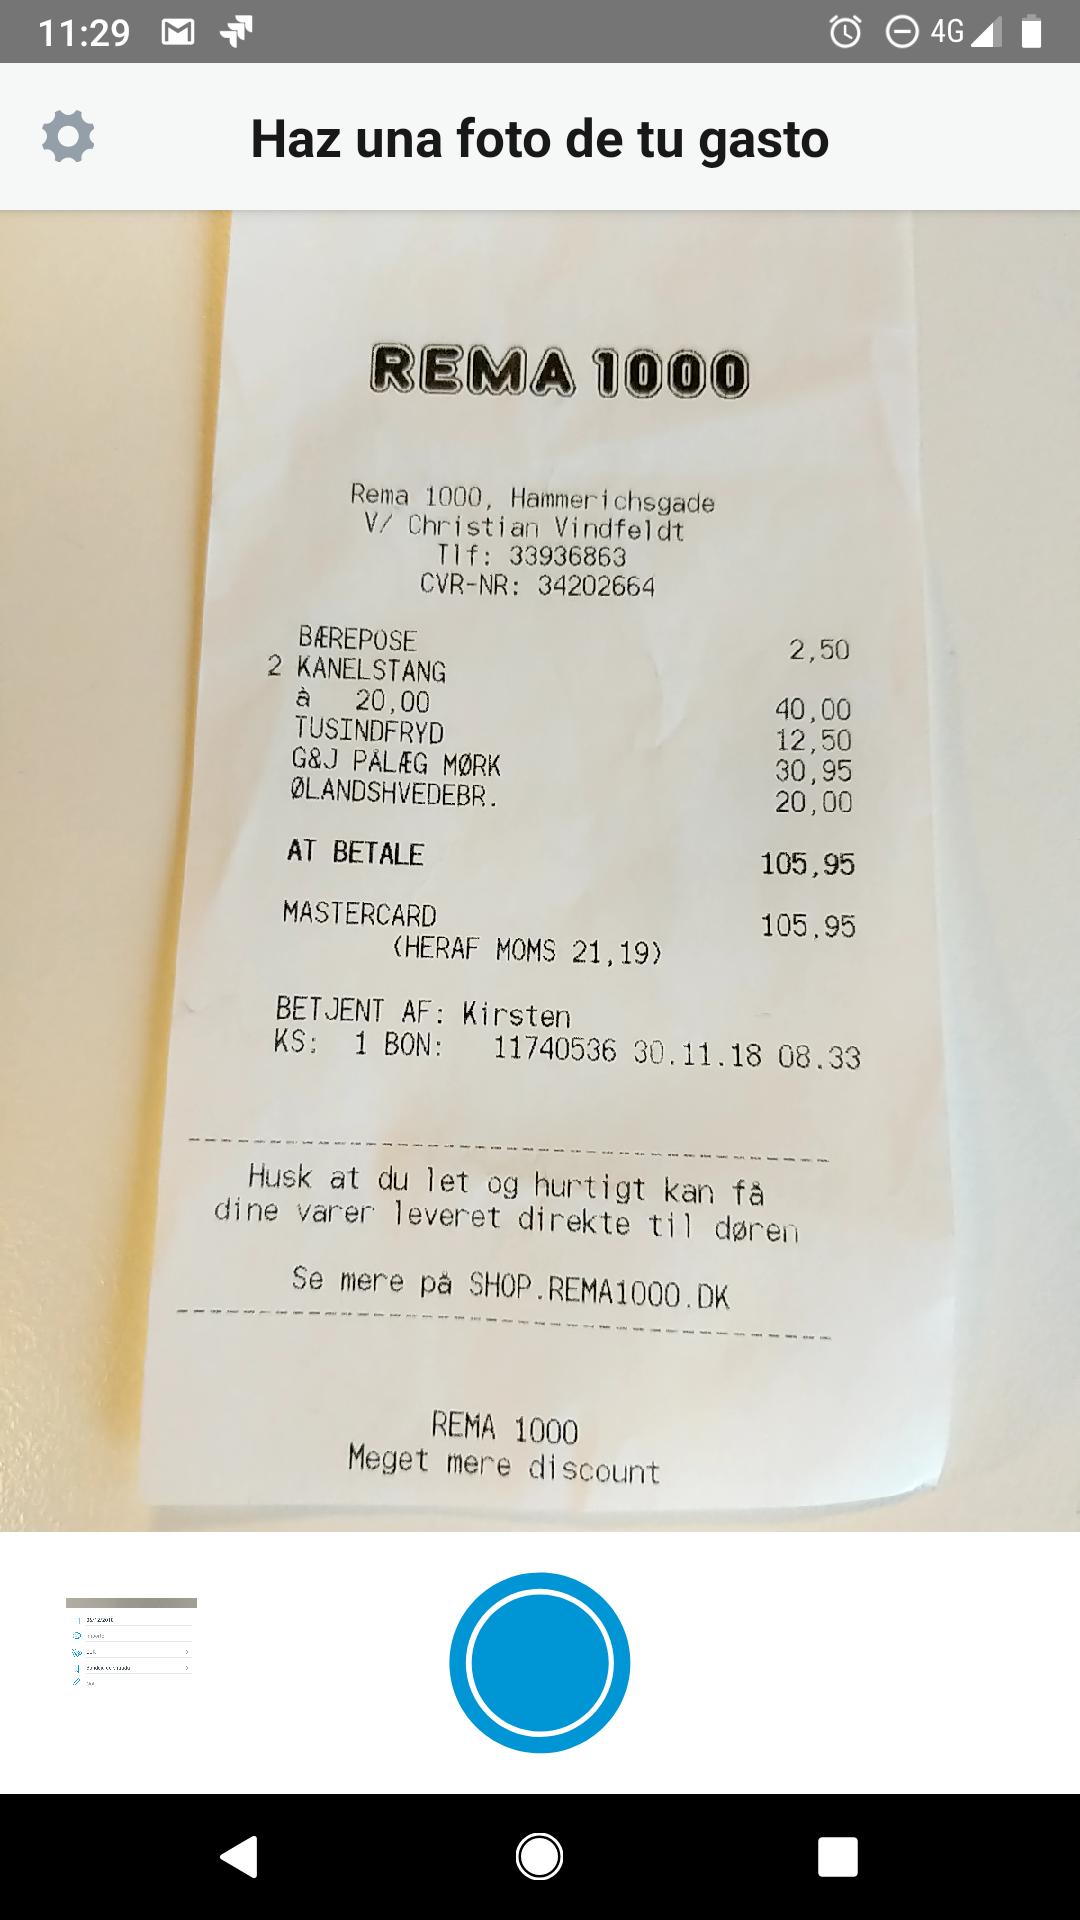 11:29 4G
Haz una foto de tu gasto
REMA 1000
Rema 1000, Hammerichsgade
V/ Christian Vindfeldt
Tlf: 33936863
CVR-NR: 34202664
BÆREPOSE 2,50
2 KANELSTANG
à 20,00 40,00
TUSINDFRYD 12,50
G&J PÅLÆG MØRK 30,95
ØLANDSHVEDEBR. 20,00
AT BETALE 105,95
MASTERCARD 105,95
(HERAF MOMS 21,19)
BETJENT AF: Kirsten
KS: 1 BON: 11740536 30.11.18 08.33
Husk at du let og hurtigt kan få
dine varer leveret direkte til døren
Se mere på SHOP.REMA1000.DK
REMA 1000
Meget mere discount